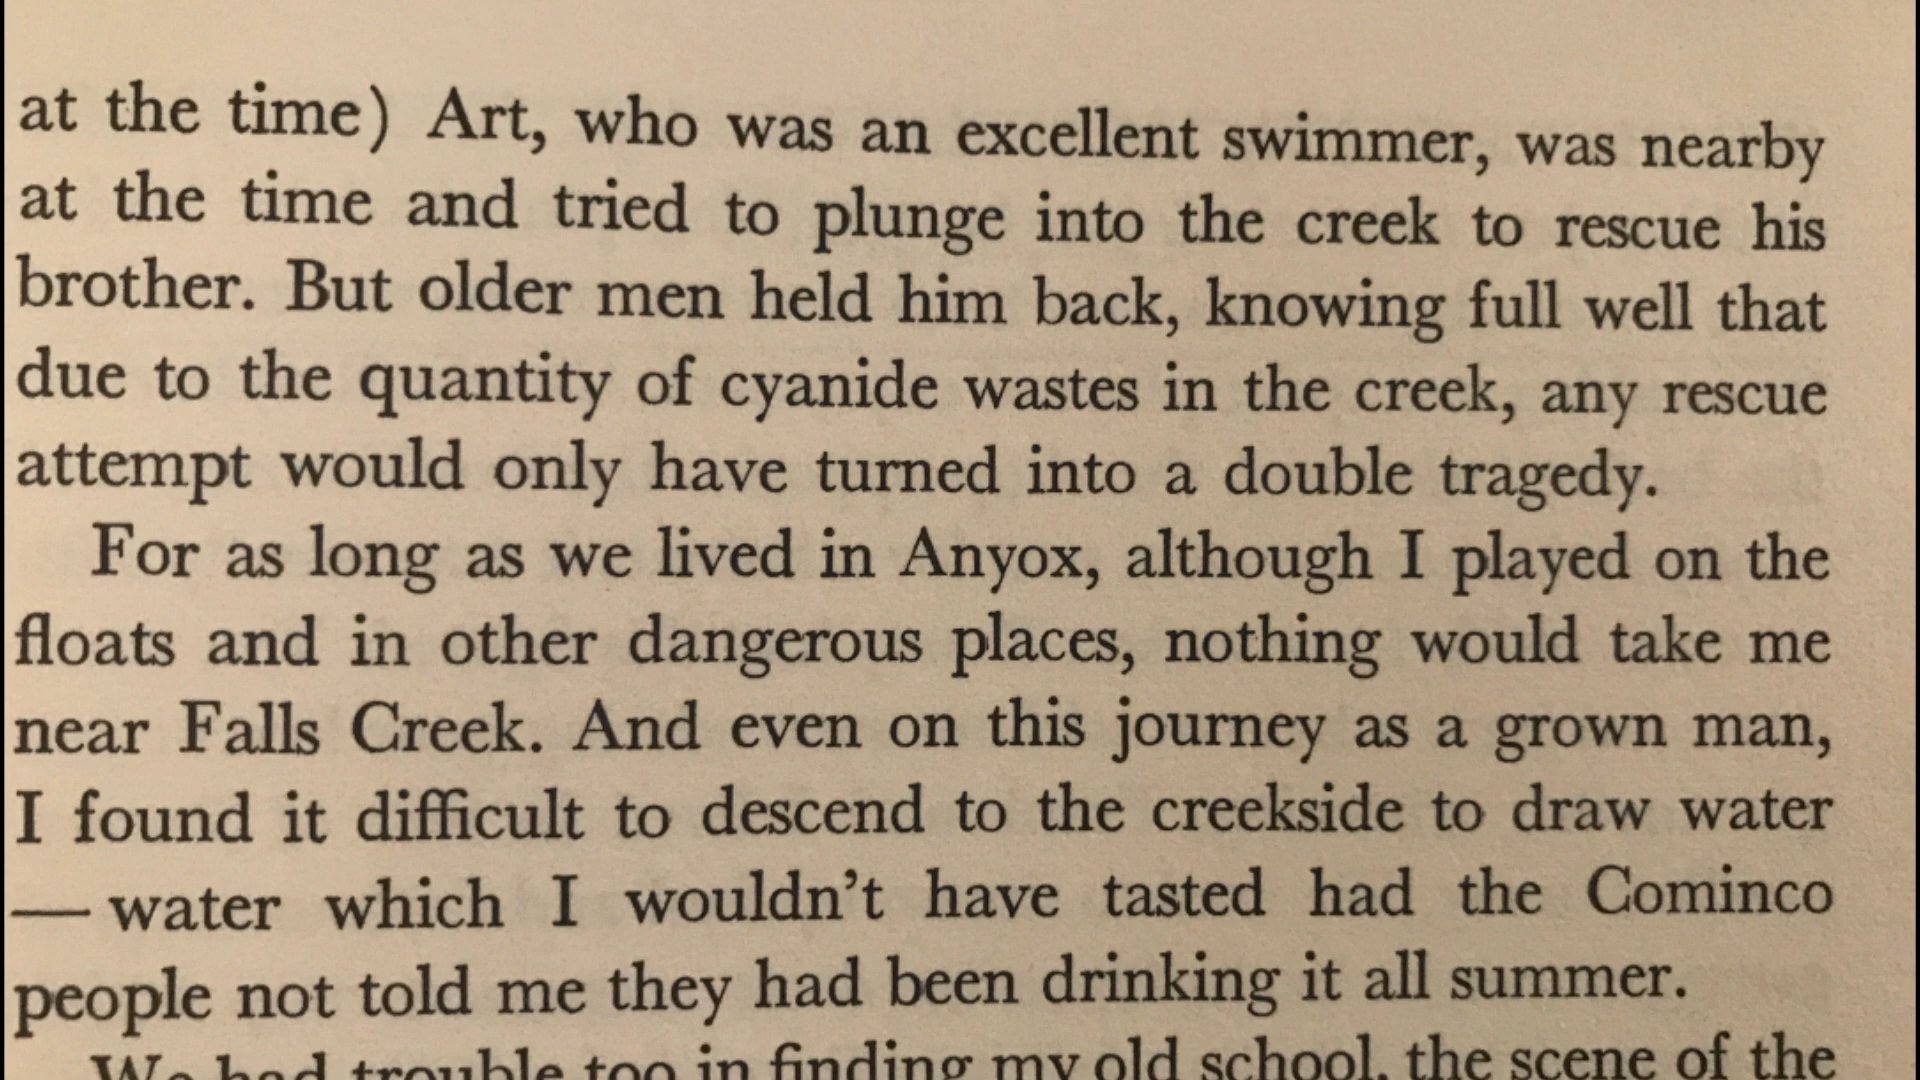 at the time) Art, who was an excellent swimmer, was nearby
at the time and tried to plunge into the creek to rescue his
brother. But older men held him back, knowing full well that
due to the quantity of cyanide wastes in the creek, any rescue
attempt would only have turned into a double tragedy.
For as long as we lived in Anyox, although I played on the
floats and in other dangerous places, nothing would take me
near Falls Creek. And even on this journey as a grown man,
I found it difficult to descend to the creekside to draw water
— water which I wouldn’t have tasted had the Cominco
people not told me they had been drinking it all summer.
We had trouble too in finding my old school, the scene of the